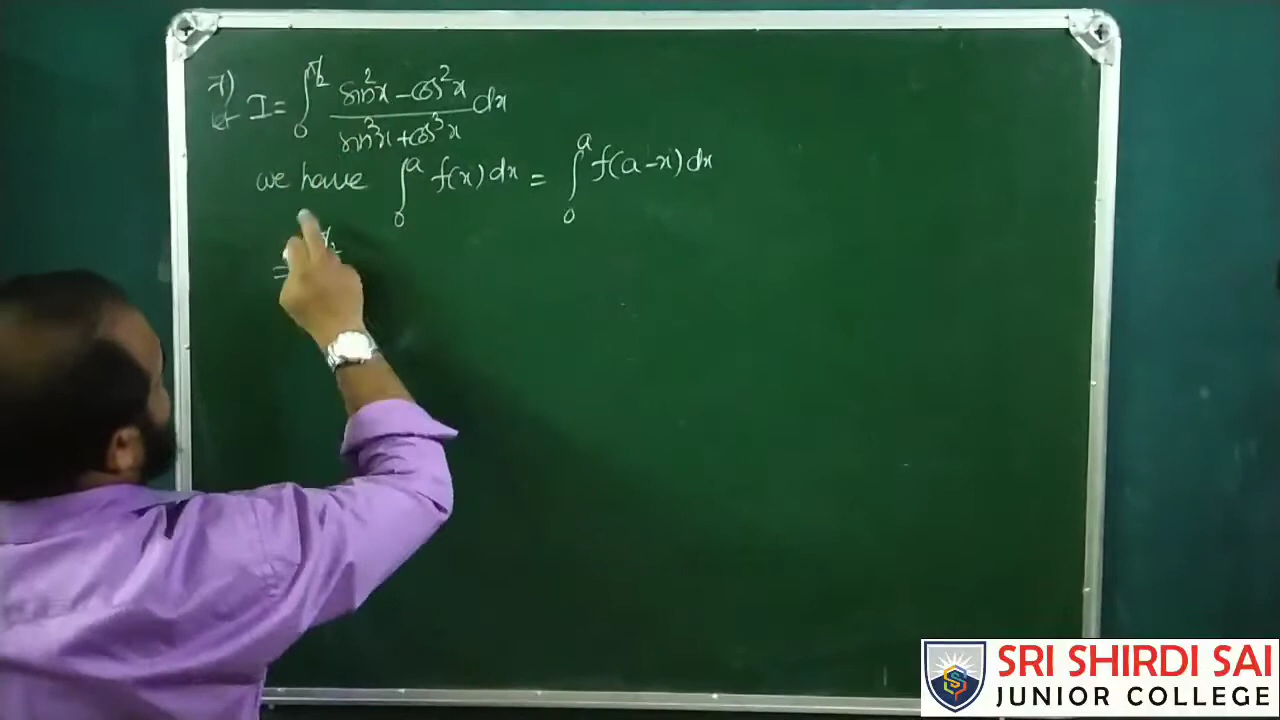 7)
let I = ∫₀^{π/2} (sin²x − cos²x)/(sin³x + cos³x) dx
we have ∫₀^a f(x) dx = ∫₀^a f(a−x) dx
=
SRI SHIRDI SAI
JUNIOR COLLEGE